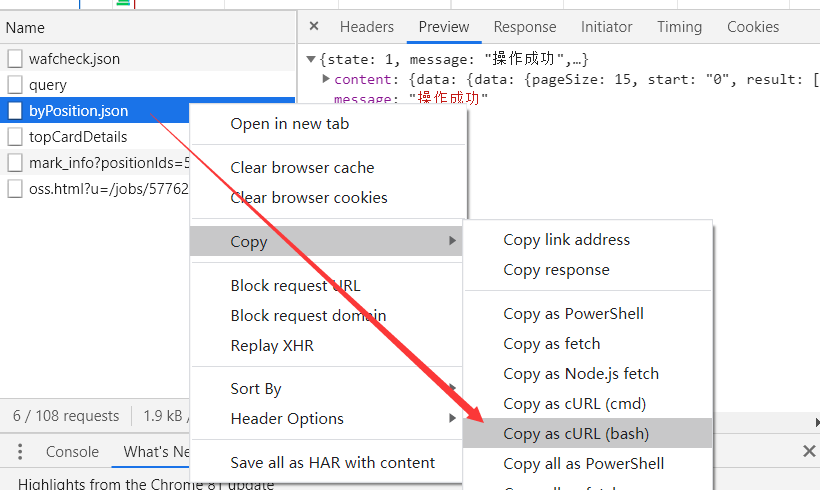 Name
× Headers Preview Response Initiator Timing Cookies
wafcheck.json
query
byPosition.json
topCardDetails
mark_info?positionIds=5
oss.html?u=/jobs/57762
▼{state: 1, message: "操作成功",…}
▶content: {data: {data: {pageSize: 15, start: "0", result: [
message: "操作成功"
Open in new tab
Clear browser cache
Clear browser cookies
Copy
Block request URL
Block request domain
Replay XHR
Sort By
Header Options
Save all as HAR with content
Copy link address
Copy response
Copy as PowerShell
Copy as fetch
Copy as Node.js fetch
Copy as cURL (cmd)
Copy as cURL (bash)
Copy all as PowerShell
6 / 108 requests 1.9 kB /
Console What's Ne
Highlights from the Chrome 81 update